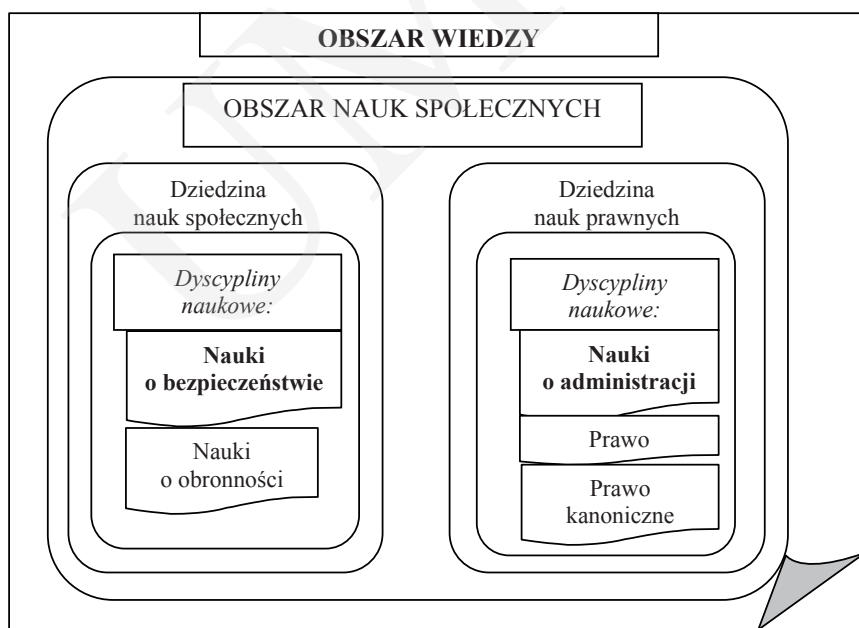 OBSZAR WIEDZY
OBSZAR NAUK SPOŁECZNYCH
Dziedzina
nauk społecznych
Dyscypliny
naukowe:
Nauki
o bezpieczeństwie
Nauki
o obronności
Dziedzina
nauk prawnych
Dyscypliny
naukowe:
Nauki
o administracji
Prawo
Prawo
kanoniczne